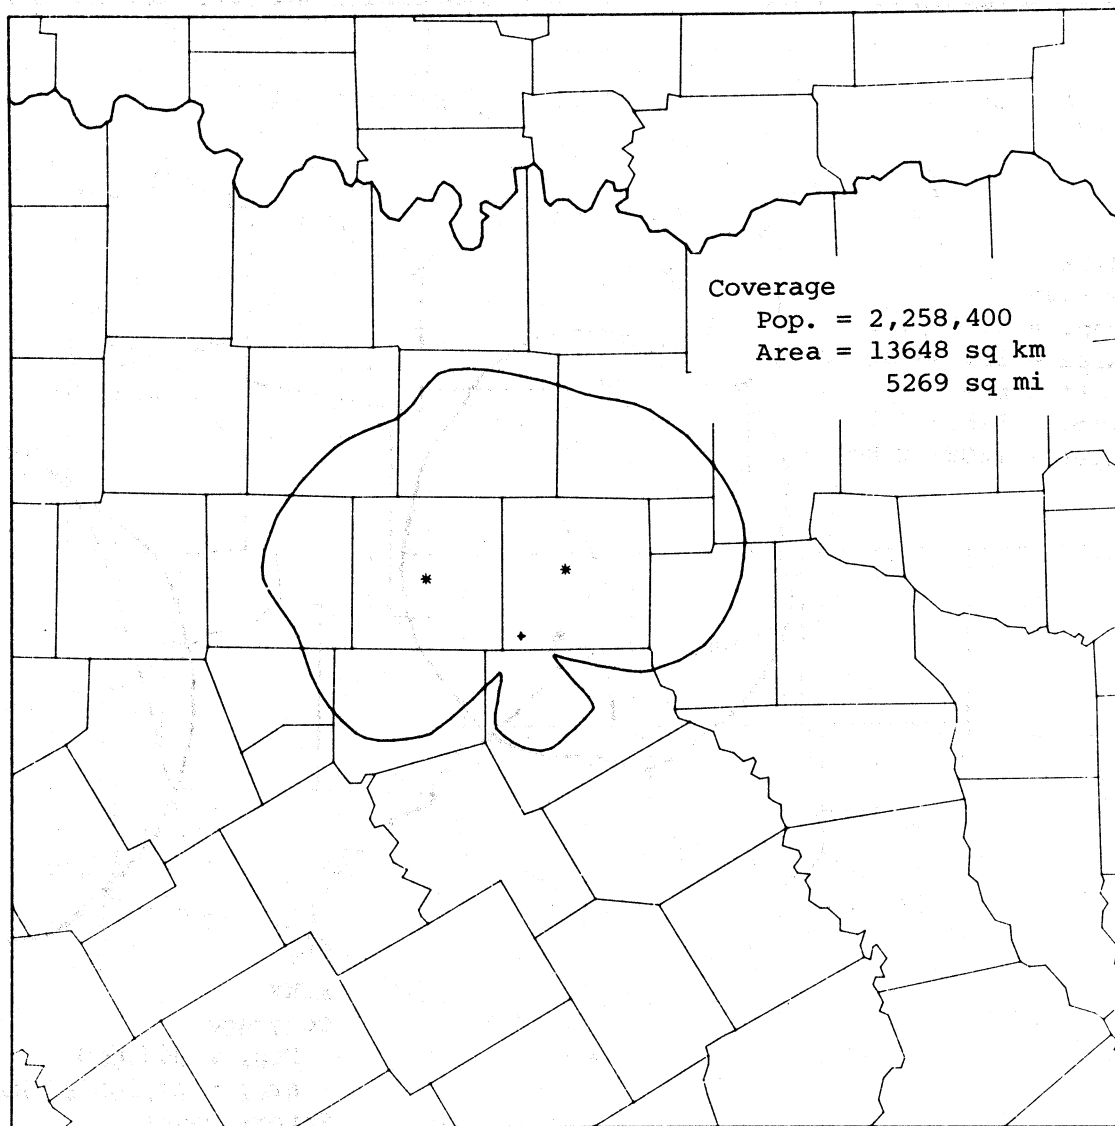 Coverage
Pop. = 2,258,400
Area = 13648 sq km
5269 sq mi